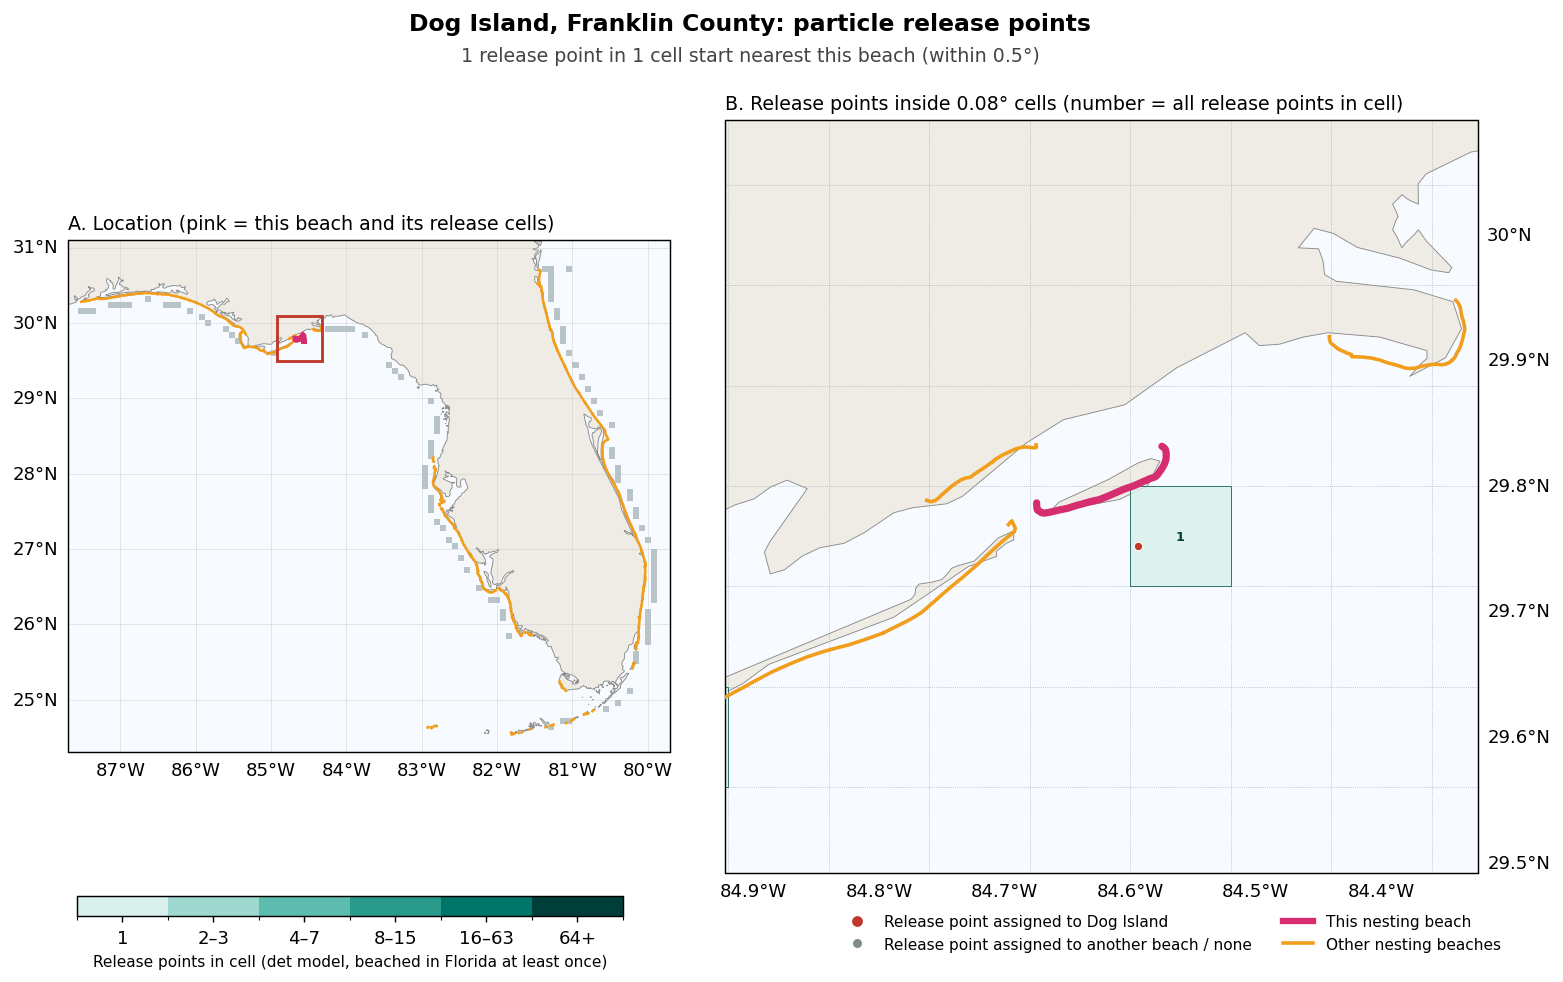 Dog Island, Franklin County: particle release points
1 release point in 1 cell start nearest this beach (within 0.5°)
A. Location (pink = this beach and its release cells)
31°N
30°N
29°N
28°N
27°N
26°N
25°N
87°W 86°W 85°W 84°W 83°W 82°W 81°W 80°W
B. Release points inside 0.08° cells (number = all release points in cell)
1
30°N
29.9°N
29.8°N
29.7°N
29.6°N
29.5°N
84.9°W 84.8°W 84.7°W 84.6°W 84.5°W 84.4°W
1 2–3 4–7 8–15 16–63 64+
Release points in cell (det model, beached in Florida at least once)
Release point assigned to Dog Island
Release point assigned to another beach / none
This nesting beach
Other nesting beaches